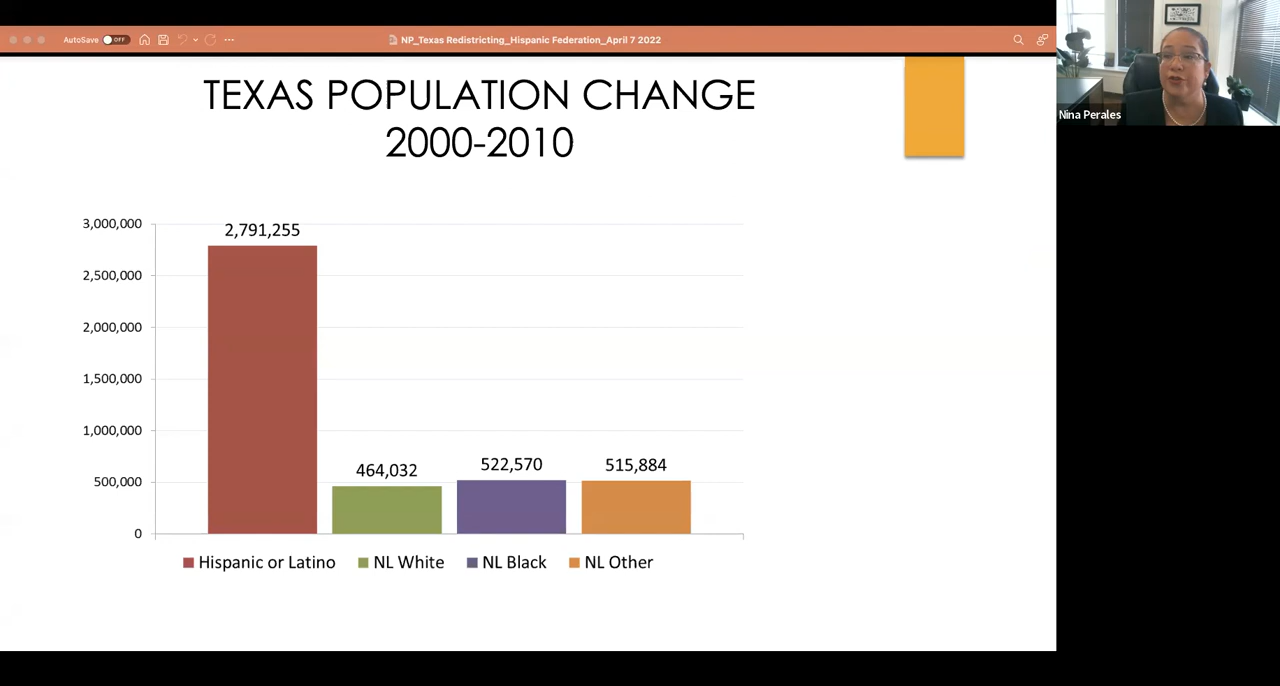 AutoSave OFF
NP_Texas Redistricting_Hispanic Federation_April 7 2022
Nina Perales
TEXAS POPULATION CHANGE
2000-2010
3,000,000
2,500,000
2,000,000
1,500,000
1,000,000
500,000
0
2,791,255
464,032
522,570
515,884
Hispanic or Latino NL White NL Black NL Other